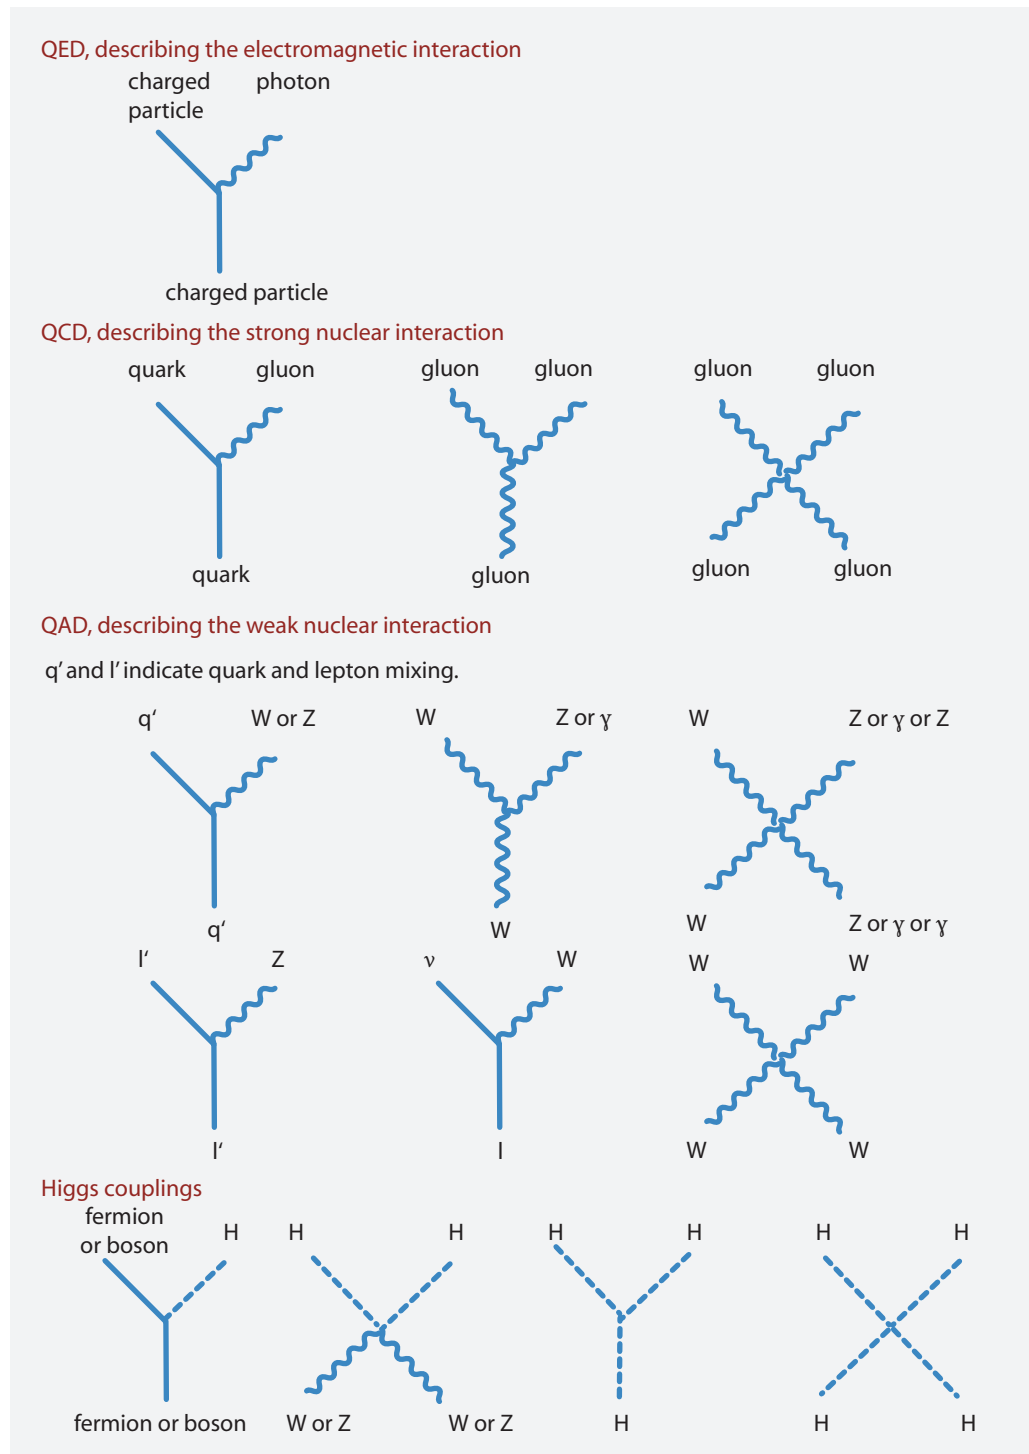 QED, describing the electromagnetic interaction
charged photon
particle
charged particle
QCD, describing the strong nuclear interaction
quark gluon gluon gluon gluon gluon
quark gluon gluon gluon
QAD, describing the weak nuclear interaction
q’ and l’ indicate quark and lepton mixing.
q‘ W or Z W Z or γ W Z or γ or Z
q‘ W W Z or γ or γ
l‘ Z ν W W W
l‘ l W W
Higgs couplings
fermion
or boson H H H H H H H
fermion or boson W or Z W or Z H H H